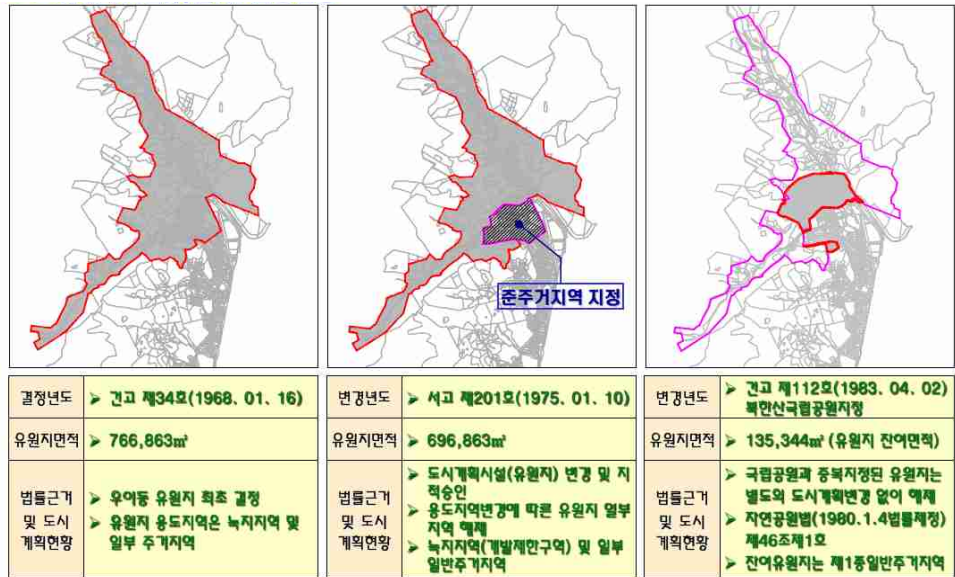 준주거지역 지정
결정년도
➢ 건고 제34호(1968. 01. 16)
유원지면적
➢ 766,863㎡
법률근거
및 도시
계획현황
➢ 우이동 유원지 최초 결정
➢ 유원지 용도지역은 녹지지역 및
일부 주거지역
변경년도
➢ 서고 제201호(1975. 01. 10)
유원지면적
➢ 696,863㎡
법률근거
및 도시
계획현황
➢ 도시계획시설(유원지) 변경 및 지
적승인
➢ 용도지역변경에 따른 유원지 일부
지역 해제
➢ 녹지지역(개발제한구역) 및 일부
일반주거지역
변경년도
➢ 건고 제112호(1983. 04. 02)
북한산국립공원지정
유원지면적
➢ 135,344㎡ (유원지 잔여면적)
법률근거
및 도시
계획현황
➢ 국립공원과 중복지정된 유원지는
별도의 도시계획변경 없이 해제
➢ 자연공원법(1980.1.4법률제정)
제46조제1호
➢ 잔여유원지는 제1종일반주거지역